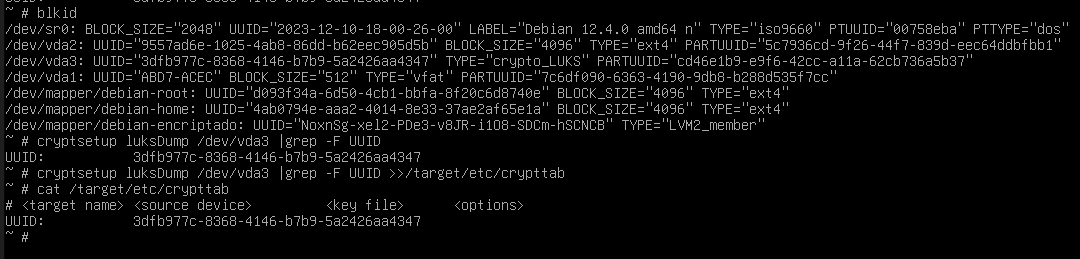 ~ # blkid
/dev/sr0: BLOCK_SIZE="2048" UUID="2023-12-10-18-00-26-00" LABEL="Debian 12.4.0 amd64 n" TYPE="iso9660" PTUUID="00758eba" PTTYPE="dos"
/dev/vda2: UUID="9557ad6e-1025-4ab8-86dd-b62eec905d5b" BLOCK_SIZE="4096" TYPE="ext4" PARTUUID="5c7936cd-9f26-44f7-839d-eec64ddbfbb1"
/dev/vda3: UUID="3dfb977c-8368-4146-b7b9-5a2426aa4347" TYPE="crypto_LUKS" PARTUUID="cd46e1b9-e9f6-42cc-a11a-62cb736a5b37"
/dev/vda1: UUID="ABD7-ACEC" BLOCK_SIZE="512" TYPE="vfat" PARTUUID="7c6df090-6363-4190-9db8-b288d535f7cc"
/dev/mapper/debian-root: UUID="d093f34a-6d50-4cb1-bbfa-8f20c6d8740e" BLOCK_SIZE="4096" TYPE="ext4"
/dev/mapper/debian-home: UUID="4ab0794e-aaa2-4014-8e33-37ae2af65e1a" BLOCK_SIZE="4096" TYPE="ext4"
/dev/mapper/debian-encriptado: UUID="NoxnSg-xel2-PDe3-v8JR-i1O8-SDCm-hSCNCB" TYPE="LVM2_member"
~ # cryptsetup luksDump /dev/vda3 |grep -F UUID
UUID:          3dfb977c-8368-4146-b7b9-5a2426aa4347
~ # cryptsetup luksDump /dev/vda3 |grep -F UUID >>/target/etc/crypttab
~ # cat /target/etc/crypttab
# <target name> <source device>         <key file>      <options>
UUID:          3dfb977c-8368-4146-b7b9-5a2426aa4347
~ #